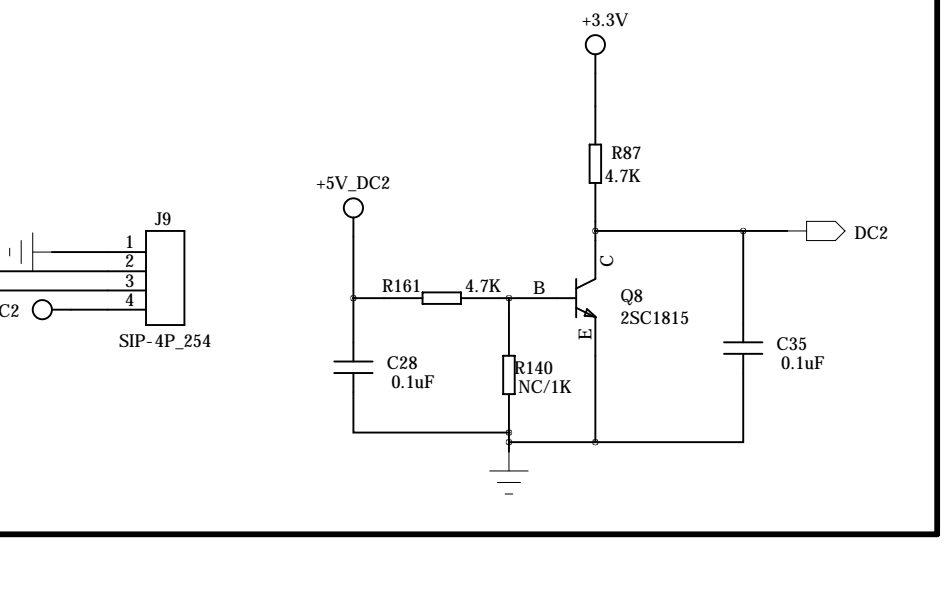 +3.3V
R87
4.7K
+5V_DC2
J9
1
2
3
4
C2
SIP-4P_254
DC2
C
R161
4.7K
B
Q8
2SC1815
E
C28
0.1uF
R140
NC/1K
C35
0.1uF